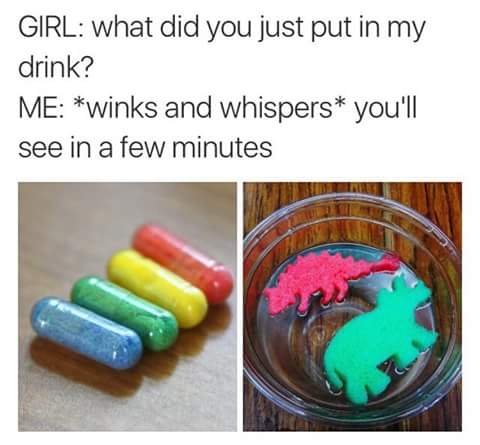 GIRL: what did you just put in my
drink?
ME: *winks and whispers* you'll
see in a few minutes